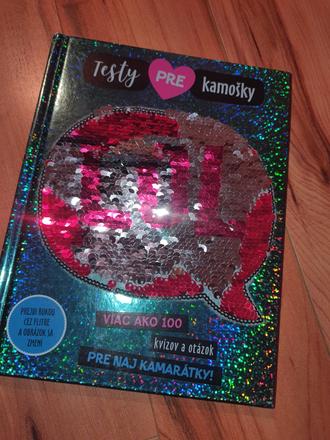 Testy PRE kamošky
VIAC AKO 100
kvízov a otázok
PRE NAJ KAMARÁTKY!
PREJDI RUKOU
CEZ FLITRE
A OBRÁZOK SA
ZMENÍ